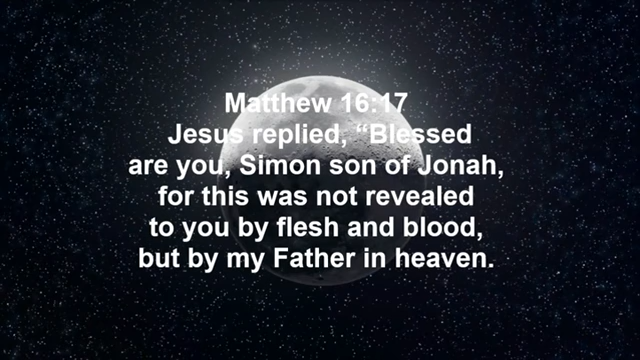 Matthew 16:17
Jesus replied, “Blessed
are you, Simon son of Jonah,
for this was not revealed
to you by flesh and blood,
but by my Father in heaven.